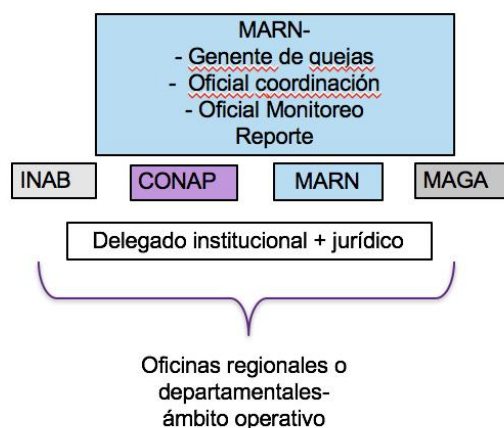 MARN-
- Genente de quejas
- Oficial coordinación
- Oficial Monitoreo
Reporte
INAB
CONAP
MARN
MAGA
Delegado institucional + jurídico
Oficinas regionales o
departamentales-
ámbito operativo